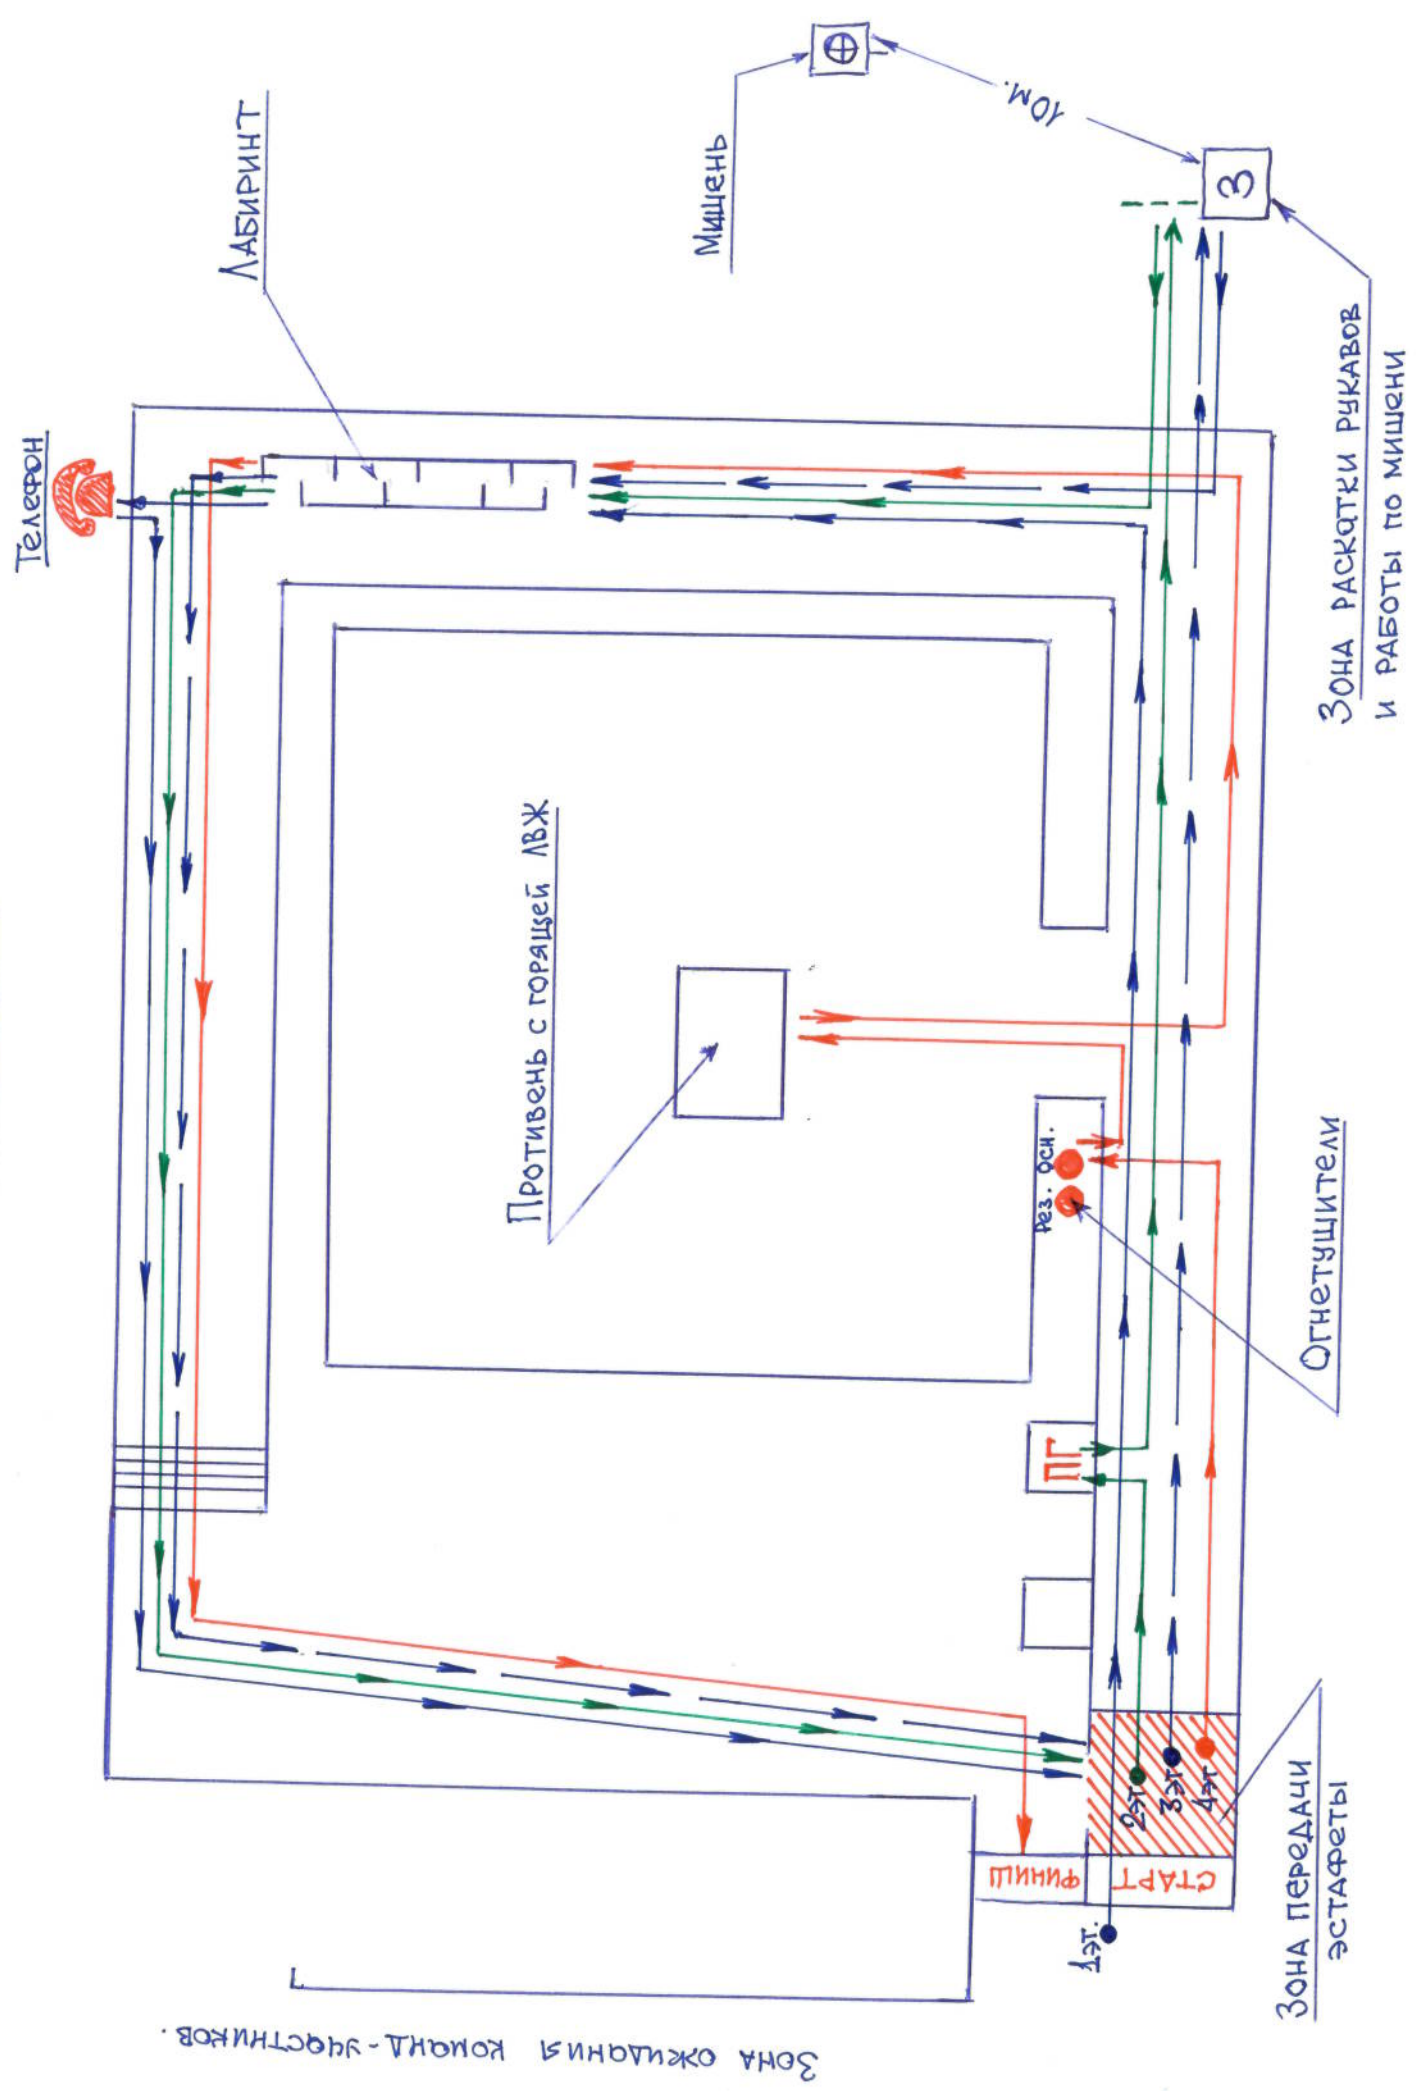 Телефон
ЛАБИРИНТ
Мишень
10м.
З
ЗОНА РАСКАТКИ РУКАВОВ
И РАБОТЫ ПО МИШЕНИ
ПРОТИВЕНЬ С ГОРЯЩЕЙ ЛВЖ
Рез. Осн.
ОГНЕТУШИТЕЛИ
ПГ
2эт
3эт
4эт
ФИНИШ
СТАРТ
1эт.
ЗОНА ПЕРЕДАЧИ
ЭСТАФЕТЫ
ЗОНА ОЖИДАНИЯ КОМАНД-УЧАСТНИКОВ.